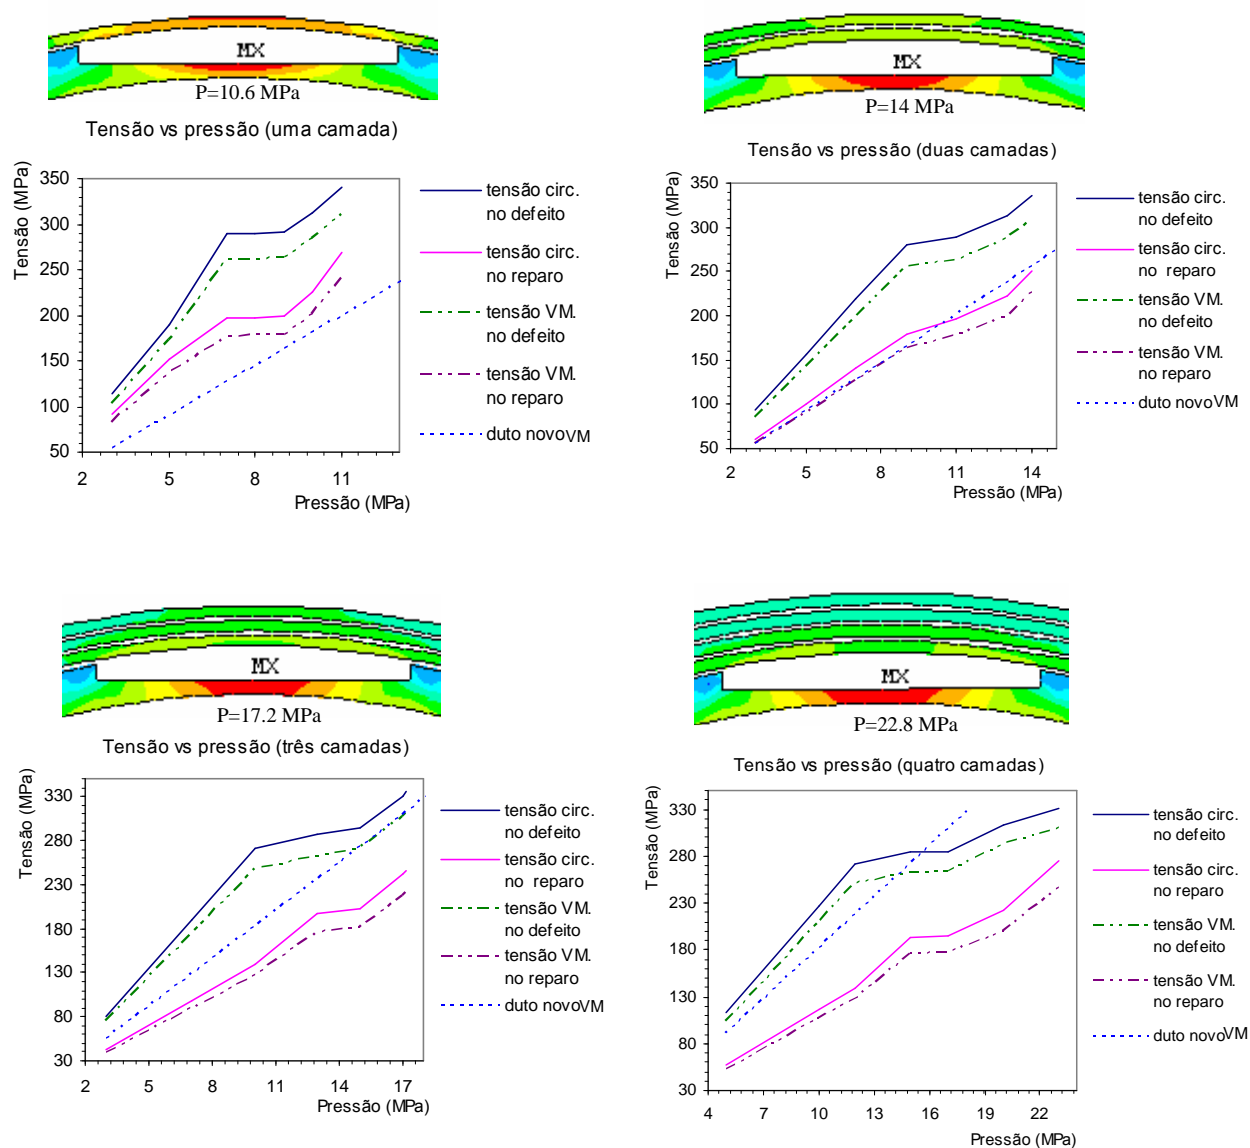 MX
P=10.6 MPa
Tensão vs pressão (uma camada)
350
300
250
200
150
100
50
Tensão (MPa)
2
5
8
11
Pressão (MPa)
tensão circ.
no defeito
tensão circ.
no reparo
tensão VM.
no defeito
tensão VM.
no reparo
duto novoVM
MX
P=14 MPa
Tensão vs pressão (duas camadas)
350
300
250
200
150
100
50
Tensão (MPa)
2
5
8
11
14
Pressão (MPa)
tensão circ.
no defeito
tensão circ.
no reparo
tensão VM.
no defeito
tensão VM.
no reparo
duto novoVM
MX
P=17.2 MPa
Tensão vs pressão (três camadas)
330
280
230
180
130
80
30
Tensão (MPa)
2
5
8
11
14
17
Pressão (MPa)
tensão circ.
no defeito
tensão circ.
no reparo
tensão VM.
no defeito
tensão VM.
no reparo
duto novoVM
MX
P=22.8 MPa
Tensão vs pressão (quatro camadas)
330
280
230
180
130
80
30
Tensão (MPa)
4
7
10
13
16
19
22
Pressão (MPa)
tensão circ.
no defeito
tensão circ.
no reparo
tensão VM.
no defeito
tensão VM.
no reparo
duto novoVM